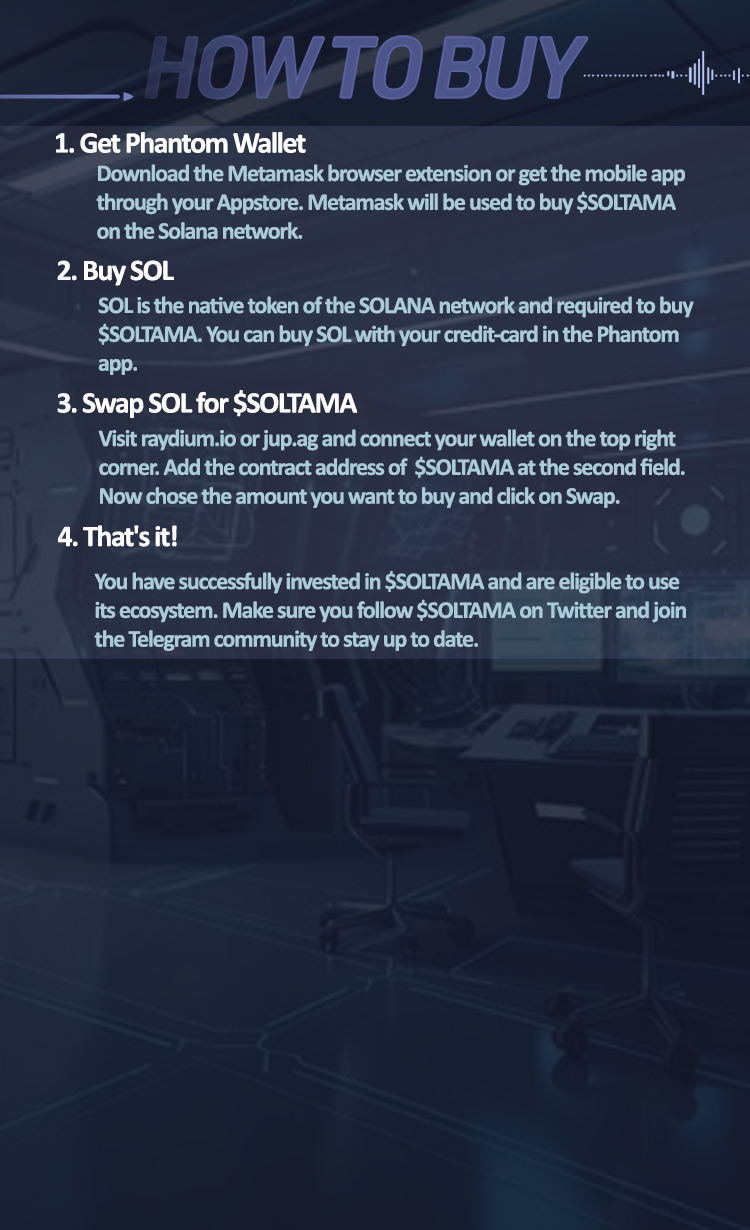 HOW TO BUY
1. Get Phantom Wallet
Download the Metamask browser extension or get the mobile app
through your Appstore. Metamask will be used to buy $SOLTAMA
on the Solana network.
2. Buy SOL
SOL is the native token of the SOLANA network and required to buy
$SOLTAMA. You can buy SOL with your credit-card in the Phantom
app.
3. Swap SOL for $SOLTAMA
Visit raydium.io or jup.ag and connect your wallet on the top right
corner. Add the contract address of  $SOLTAMA at the second field.
Now chose the amount you want to buy and click on Swap.
4. That's it!
You have successfully invested in $SOLTAMA and are eligible to use
its ecosystem. Make sure you follow $SOLTAMA on Twitter and join
the Telegram community to stay up to date.